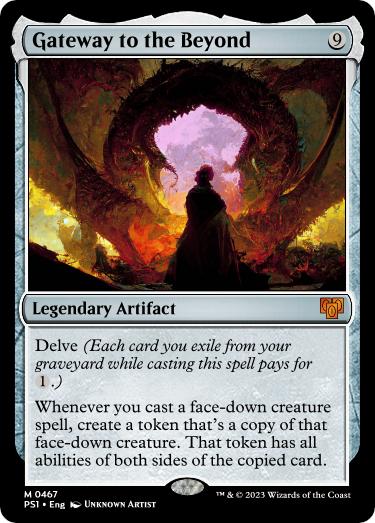 Gateway to the Beyond 9
Legendary Artifact
Delve (Each card you exile from your
graveyard while casting this spell pays for
1.)
Whenever you cast a face-down creature
spell, create a token that's a copy of that
face-down creature. That token has all
abilities of both sides of the copied card.
M 0467
PS1 • Eng Unknown Artist
™ & © 2023 Wizards of the Coast